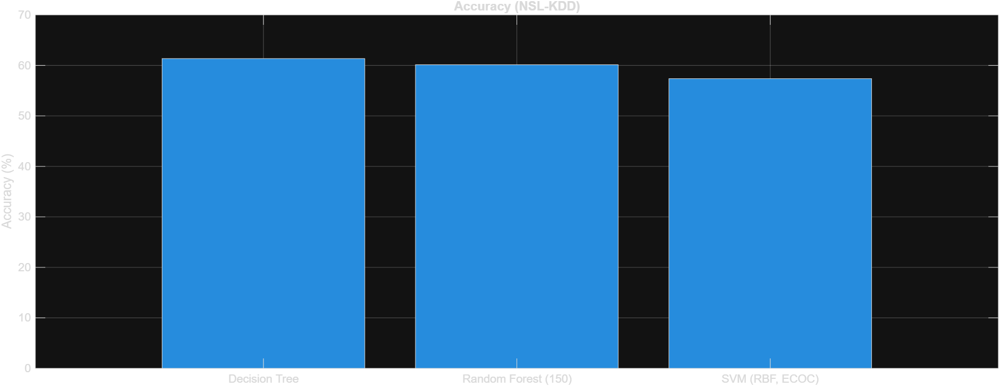 Accuracy (NSL-KDD)
Accuracy (%)
70
60
50
40
30
20
10
0
Decision Tree
Random Forest (150)
SVM (RBF, ECOC)